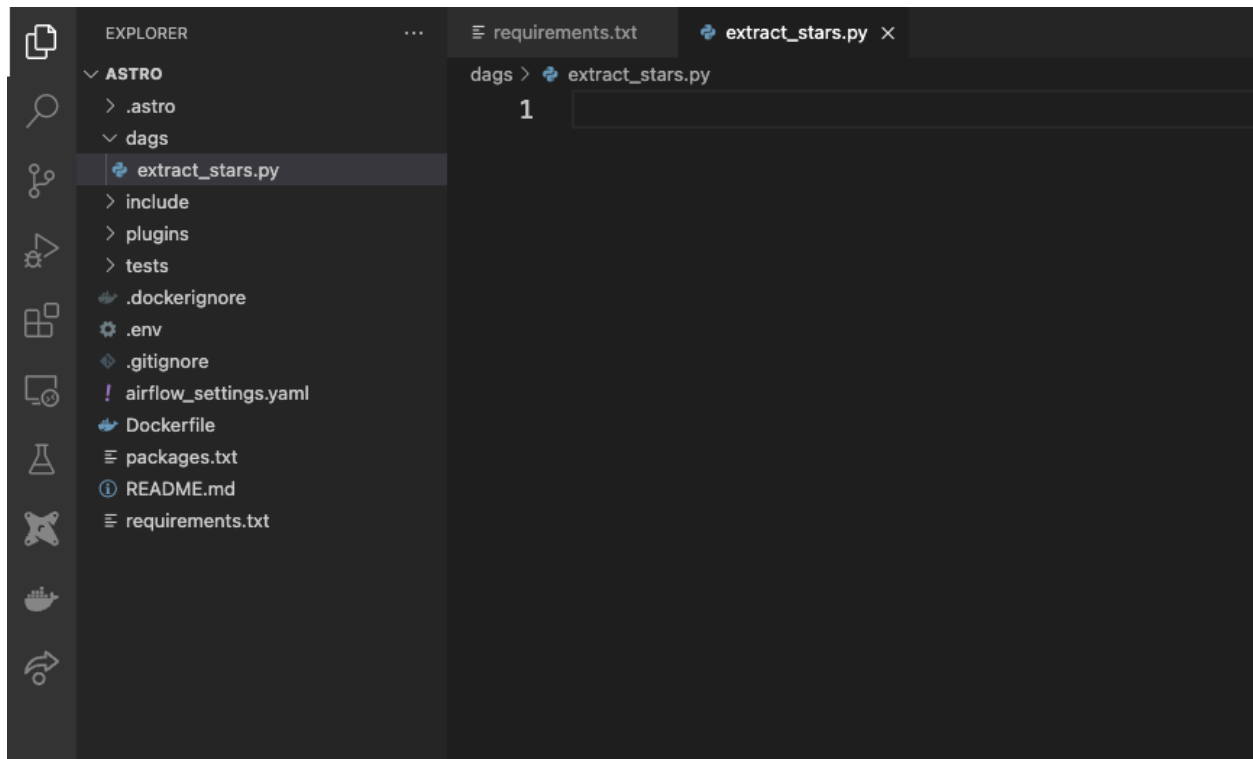 EXPLORER ...
ASTRO
.astro
dags
extract_stars.py
include
plugins
tests
.dockerignore
.env
.gitignore
! airflow_settings.yaml
Dockerfile
packages.txt
README.md
requirements.txt
requirements.txt extract_stars.py
dags > extract_stars.py
1